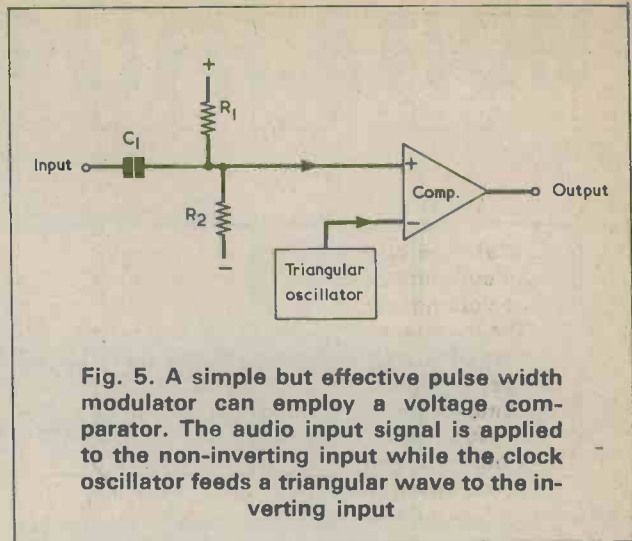 +
R1
C1
Input
+
Comp.
Output
R2
−
−
Triangular
oscillator
Fig. 5. A simple but effective pulse width
modulator can employ a voltage com-
parator. The audio input signal is applied
to the non-inverting input while the clock
oscillator feeds a triangular wave to the in-
verting input